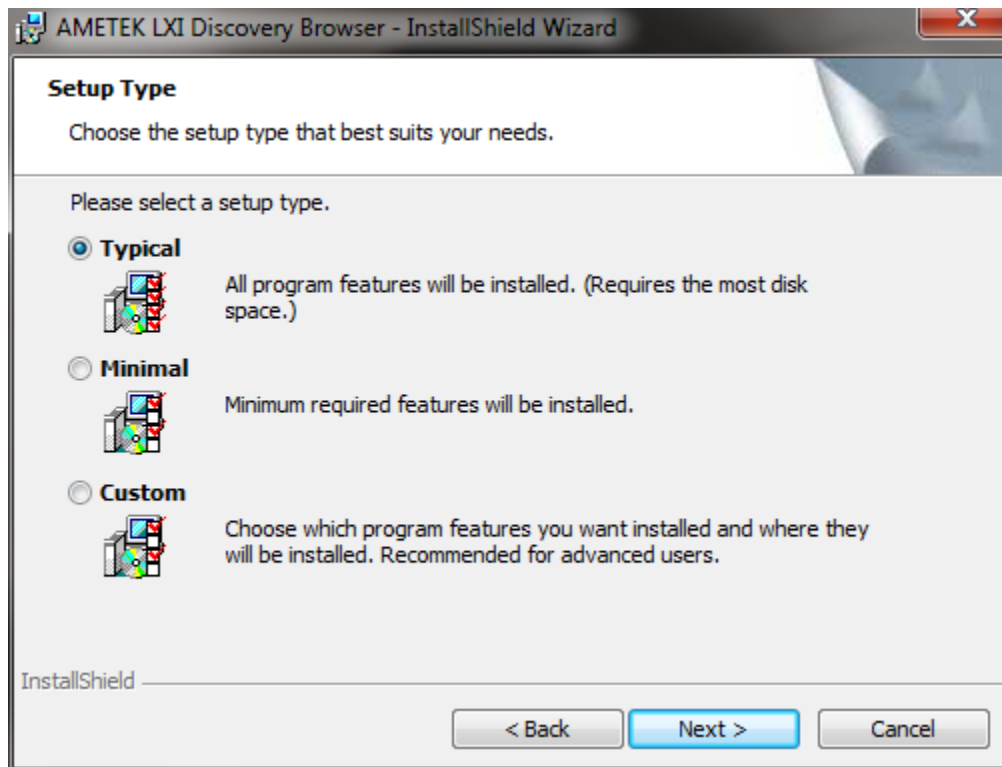 AMETEK LXI Discovery Browser - InstallShield Wizard
X
Setup Type
Choose the setup type that best suits your needs.
Please select a setup type.
Typical
All program features will be installed. (Requires the most disk
space.)
Minimal
Minimum required features will be installed.
Custom
Choose which program features you want installed and where they
will be installed. Recommended for advanced users.
InstallShield
< Back
Next >
Cancel